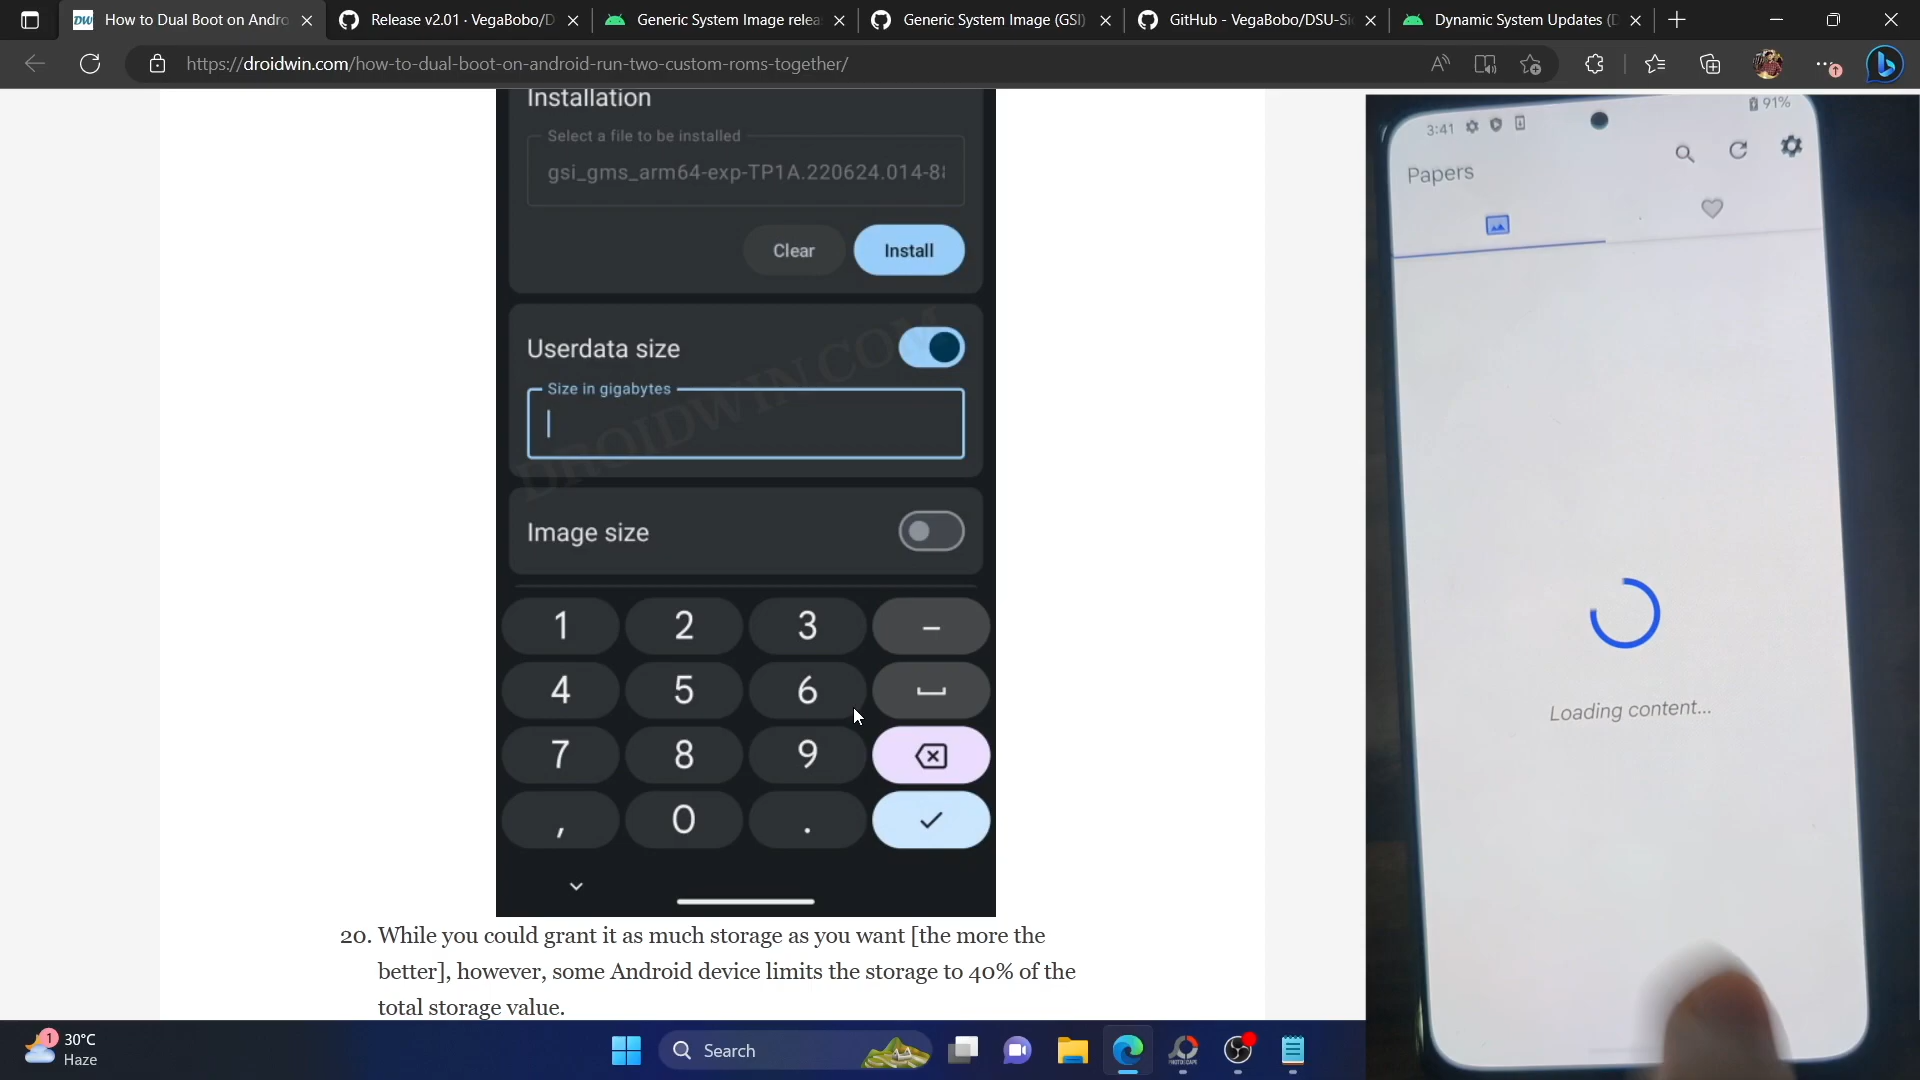 How to Dual Boot on Andro
Release v2.01 · VegaBobo/D
Generic System Image relea
Generic System Image (GSI)
GitHub - VegaBobo/DSU-Si
Dynamic System Updates (D
https://droidwin.com/how-to-dual-boot-on-android-run-two-custom-roms-together/
Installation
Select a file to be installed
gsi_gms_arm64-exp-TP1A.220624.014-88
Clear
Install
Userdata size
Size in gigabytes
DROIDWIN.COM
Image size
1 2 3 –
4 5 6
7 8 9
, 0 .
20. While you could grant it as much storage as you want [the more the
better], however, some Android device limits the storage to 40% of the
total storage value.
3:41
91%
Papers
Loading content...
1
30°C
Haze
Search